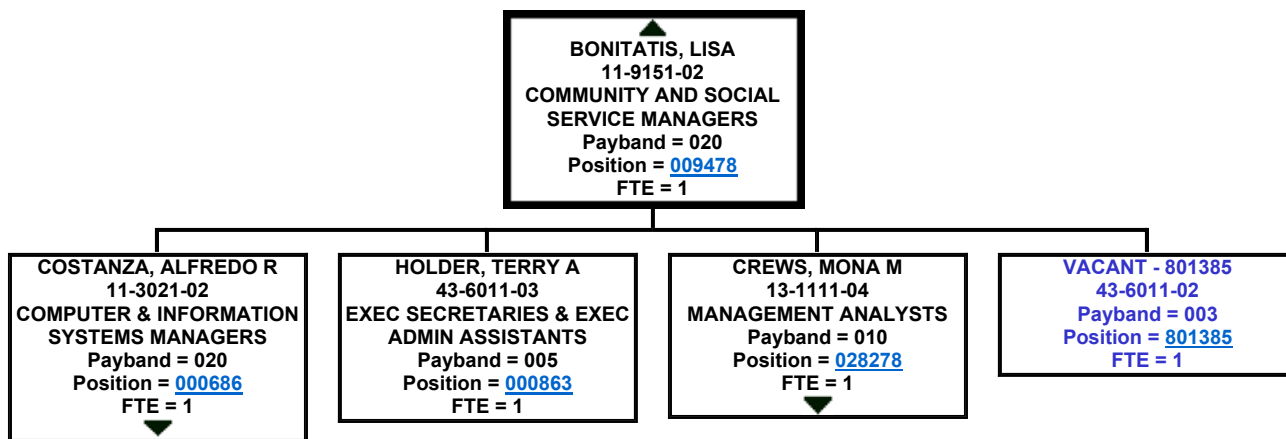 BONITATIS, LISA
11-9151-02
COMMUNITY AND SOCIAL
SERVICE MANAGERS
Payband = 020
Position = 009478
FTE = 1
COSTANZA, ALFREDO R
11-3021-02
COMPUTER & INFORMATION
SYSTEMS MANAGERS
Payband = 020
Position = 000686
FTE = 1
HOLDER, TERRY A
43-6011-03
EXEC SECRETARIES & EXEC
ADMIN ASSISTANTS
Payband = 005
Position = 000863
FTE = 1
CREWS, MONA M
13-1111-04
MANAGEMENT ANALYSTS
Payband = 010
Position = 028278
FTE = 1
VACANT - 801385
43-6011-02
Payband = 003
Position = 801385
FTE = 1